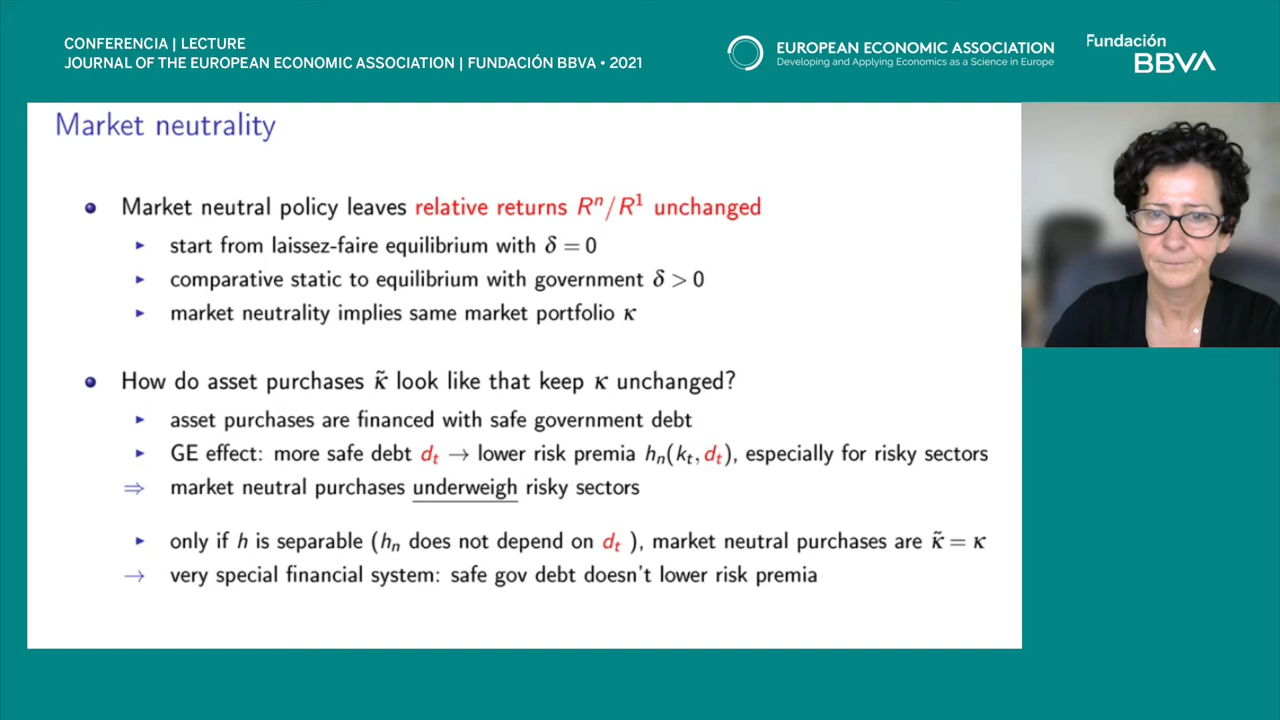 CONFERENCIA | LECTURE
JOURNAL OF THE EUROPEAN ECONOMIC ASSOCIATION | FUNDACIÓN BBVA • 2021
EUROPEAN ECONOMIC ASSOCIATION
Developing and Applying Economics as a Science in Europe
Fundación
BBVA
Market neutrality
Market neutral policy leaves relative returns Rⁿ/R¹ unchanged
start from laissez-faire equilibrium with δ = 0
comparative static to equilibrium with government δ > 0
market neutrality implies same market portfolio κ
How do asset purchases κ̃ look like that keep κ unchanged?
asset purchases are financed with safe government debt
GE effect: more safe debt dₜ → lower risk premia hₙ(kₜ, dₜ), especially for risky sectors
⇒ market neutral purchases underweigh risky sectors
only if h is separable (hₙ does not depend on dₜ ), market neutral purchases are κ̃ = κ
→ very special financial system: safe gov debt doesn't lower risk premia